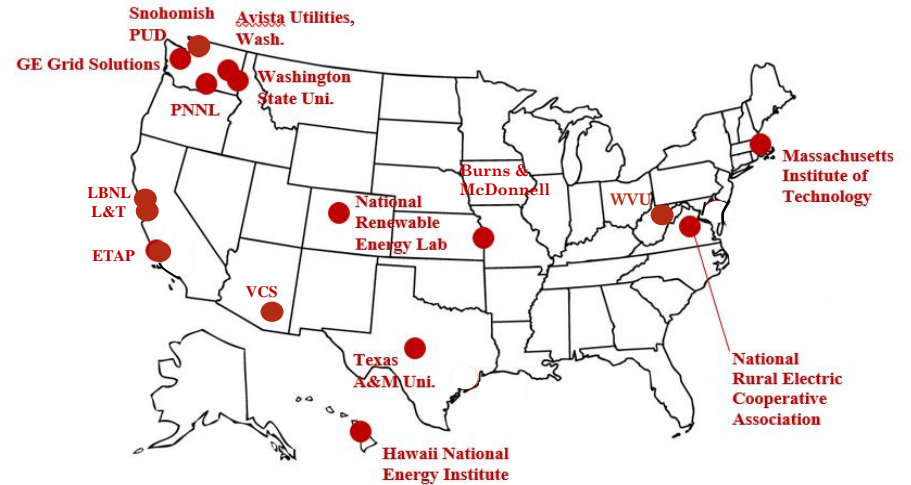 Snohomish
PUD
Avista Utilities,
Wash.
GE Grid Solutions
Washington
State Uni.
PNNL
Massachusetts
Institute of
Technology
Burns &
McDonnell
LBNL
L&T
National
Renewable
Energy Lab
WVU
ETAP
VCS
Texas
A&M Uni.
National
Rural Electric
Cooperative
Association
Hawaii National
Energy Institute